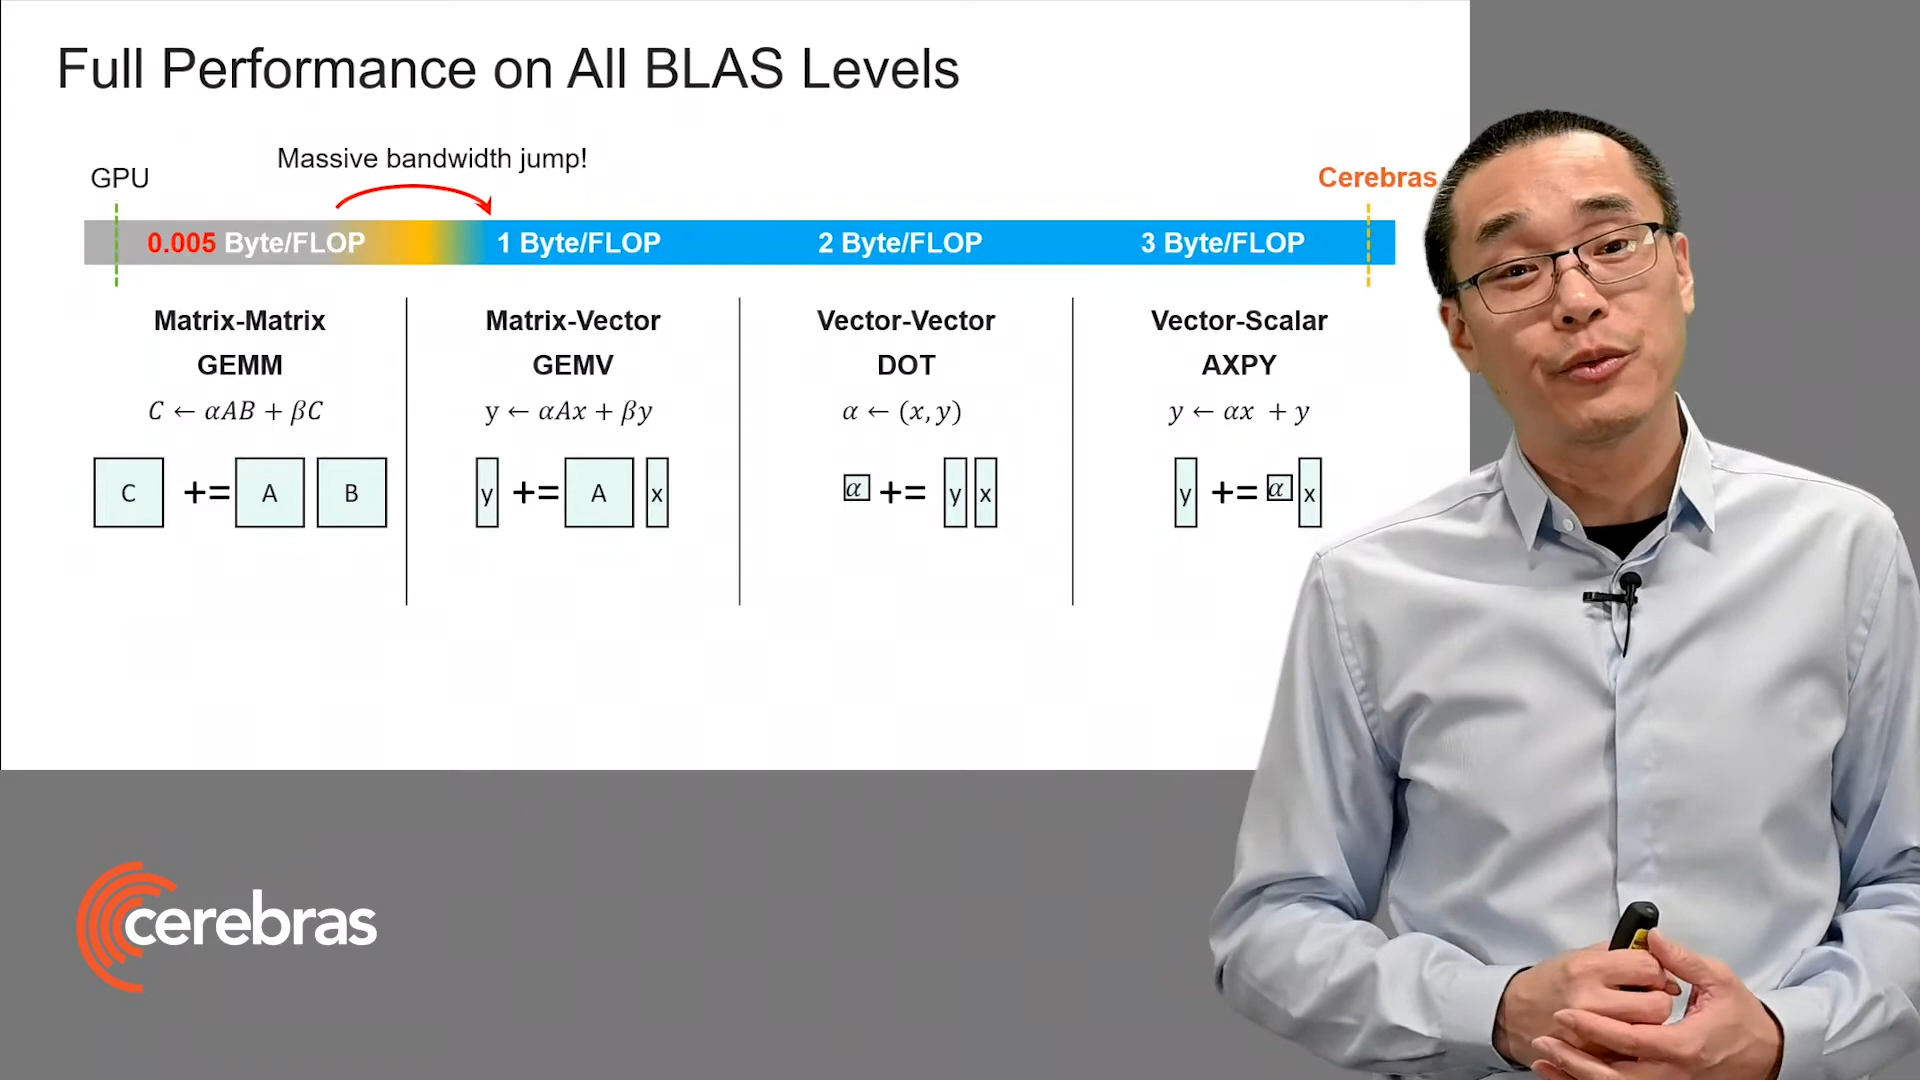 Full Performance on All BLAS Levels
Massive bandwidth jump!
GPU
Cerebras
0.005 Byte/FLOP
1 Byte/FLOP
2 Byte/FLOP
3 Byte/FLOP
Matrix-Matrix
GEMM
C ← αAB + βC
C += A B
Matrix-Vector
GEMV
y ← αAx + βy
y += A x
Vector-Vector
DOT
α ← (x, y)
α += y x
Vector-Scalar
AXPY
y ← αx + y
y += α x
cerebras